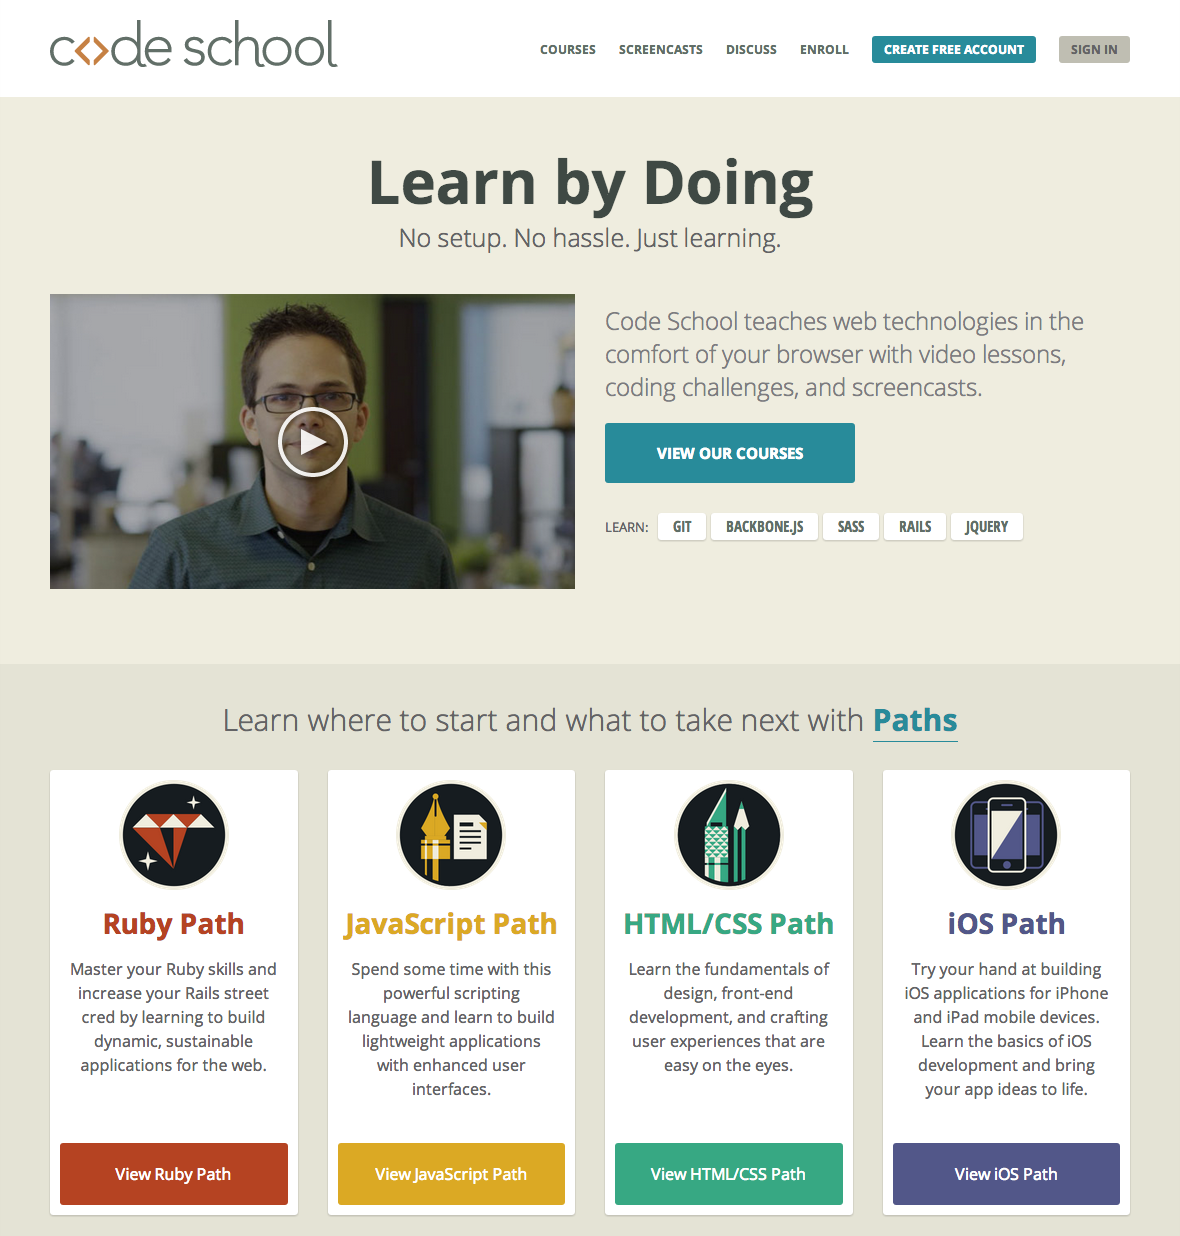 code school
COURSES SCREENCASTS DISCUSS ENROLL CREATE FREE ACCOUNT SIGN IN
Learn by Doing
No setup. No hassle. Just learning.
Code School teaches web technologies in the
comfort of your browser with video lessons,
coding challenges, and screencasts.
VIEW OUR COURSES
LEARN: GIT BACKBONE.JS SASS RAILS JQUERY
Learn where to start and what to take next with Paths
Ruby Path
Master your Ruby skills and
increase your Rails street
cred by learning to build
dynamic, sustainable
applications for the web.
View Ruby Path
JavaScript Path
Spend some time with this
powerful scripting
language and learn to build
lightweight applications
with enhanced user
interfaces.
View JavaScript Path
HTML/CSS Path
Learn the fundamentals of
design, front-end
development, and crafting
user experiences that are
easy on the eyes.
View HTML/CSS Path
iOS Path
Try your hand at building
iOS applications for iPhone
and iPad mobile devices.
Learn the basics of iOS
development and bring
your app ideas to life.
View iOS Path